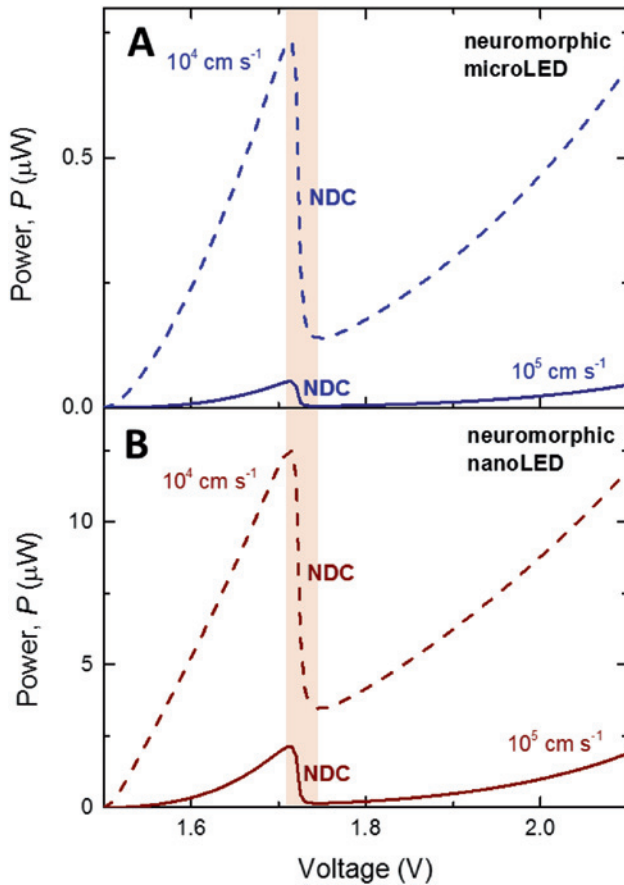 A
10⁴ cm s⁻¹
neuromorphic
microLED
0.5
NDC
Power, P (μW)
NDC
10⁵ cm s⁻¹
0.0
B
10⁴ cm s⁻¹
neuromorphic
nanoLED
10
NDC
Power, P (μW)
5
NDC
10⁵ cm s⁻¹
0
1.6
1.8
2.0
Voltage (V)